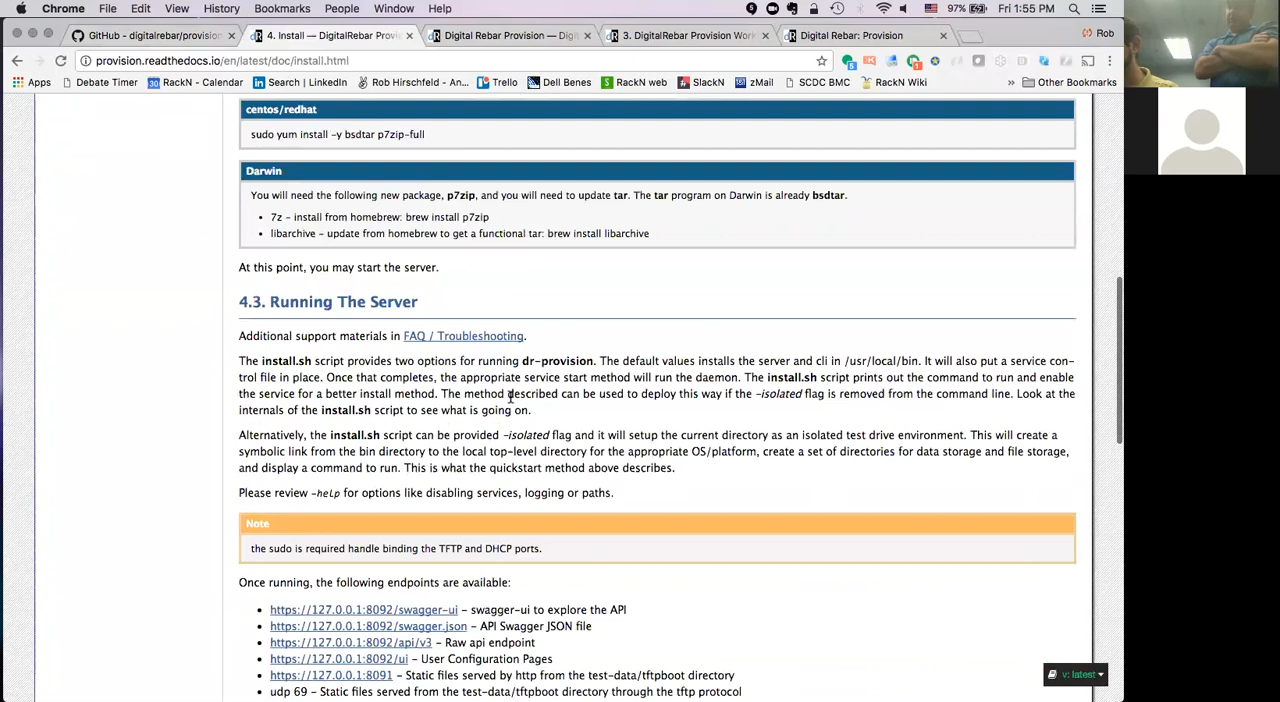 Chrome File Edit View History Bookmarks People Window Help 97% Fri 1:55 PM
GitHub - digitalrebar/provision 4. Install — DigitalRebar Provi Digital Rebar Provision — Digi 3. DigitalRebar Provision Work Digital Rebar: Provision Rob
provision.readthedocs.io/en/latest/doc/install.html
Apps Debate Timer RackN - Calendar Search | LinkedIn Rob Hirschfeld - An... Trello Dell Benes RackN web SlackN zMail SCDC BMC RackN Wiki » Other Bookmarks
centos/redhat
sudo yum install -y bsdtar p7zip-full
Darwin
You will need the following new package, p7zip, and you will need to update tar. The tar program on Darwin is already bsdtar.
• 7z - install from homebrew: brew install p7zip
• libarchive - update from homebrew to get a functional tar: brew install libarchive
At this point, you may start the server.
4.3. Running The Server
Additional support materials in FAQ / Troubleshooting.
The install.sh script provides two options for running dr-provision. The default values installs the server and cli in /usr/local/bin. It will also put a service con-
trol file in place. Once that completes, the appropriate service start method will run the daemon. The install.sh script prints out the command to run and enable
the service for a better install method. The method described can be used to deploy this way if the -isolated flag is removed from the command line. Look at the
internals of the install.sh script to see what is going on.
Alternatively, the install.sh script can be provided -isolated flag and it will setup the current directory as an isolated test drive environment. This will create a
symbolic link from the bin directory to the local top-level directory for the appropriate OS/platform, create a set of directories for data storage and file storage,
and display a command to run. This is what the quickstart method above describes.
Please review -help for options like disabling services, logging or paths.
Note
the sudo is required handle binding the TFTP and DHCP ports.
Once running, the following endpoints are available:
• https://127.0.0.1:8092/swagger-ui - swagger-ui to explore the API
• https://127.0.0.1:8092/swagger.json - API Swagger JSON file
• https://127.0.0.1:8092/api/v3 - Raw api endpoint
• https://127.0.0.1:8092/ui - User Configuration Pages
• https://127.0.0.1:8091 - Static files served by http from the test-data/tftpboot directory
• udp 69 - Static files served from the test-data/tftpboot directory through the tftp protocol
v: latest